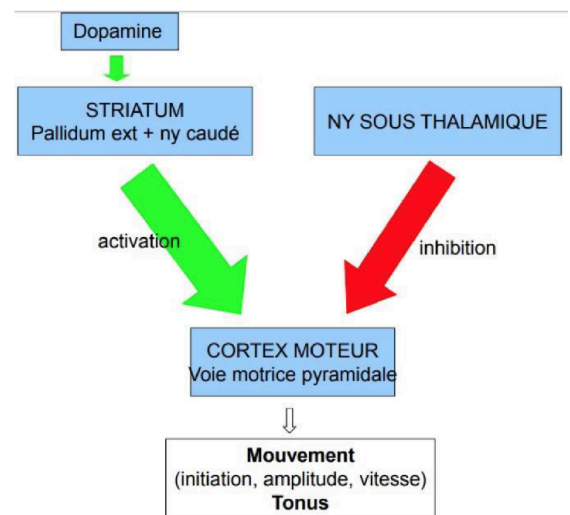 Dopamine
STRIATUM
Pallidum ext + ny caudé
NY SOUS THALAMIQUE
activation
inhibition
CORTEX MOTEUR
Voie motrice pyramidale
Mouvement
(initiation, amplitude, vitesse)
Tonus